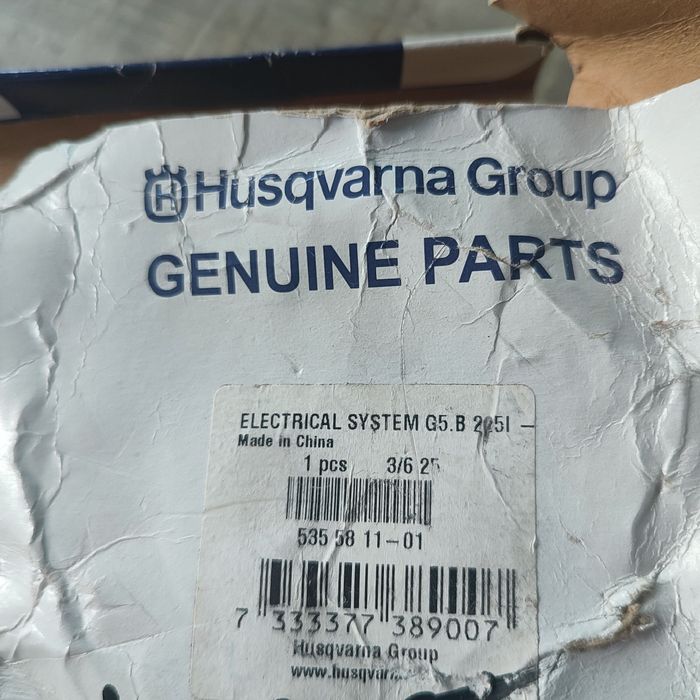 Husqvarna Group
GENUINE PARTS
ELECTRICAL SYSTEM G5.B
Made in China
1 pcs 3/6 25
535 58 11-01
7 333377 389007
Husqvarna Group